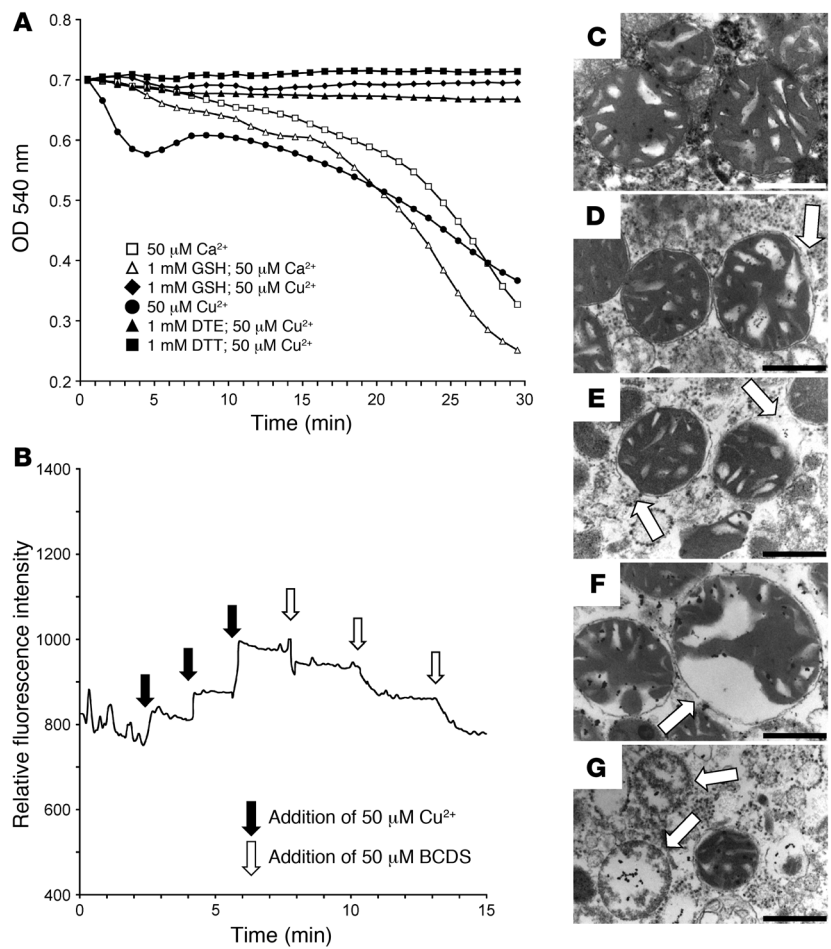 A
0.8
0.7
0.6
0.5
0.4
0.3
0.2
OD 540 nm
50 μM Ca²⁺
1 mM GSH; 50 μM Ca²⁺
1 mM GSH; 50 μM Cu²⁺
50 μM Cu²⁺
1 mM DTE; 50 μM Cu²⁺
1 mM DTT; 50 μM Cu²⁺
0 5 10 15 20 25 30
Time (min)
B
1400
1200
1000
800
600
400
Relative fluorescence intensity
Addition of 50 μM Cu²⁺
Addition of 50 μM BCDS
0 5 10 15
Time (min)
C
D
E
F
G